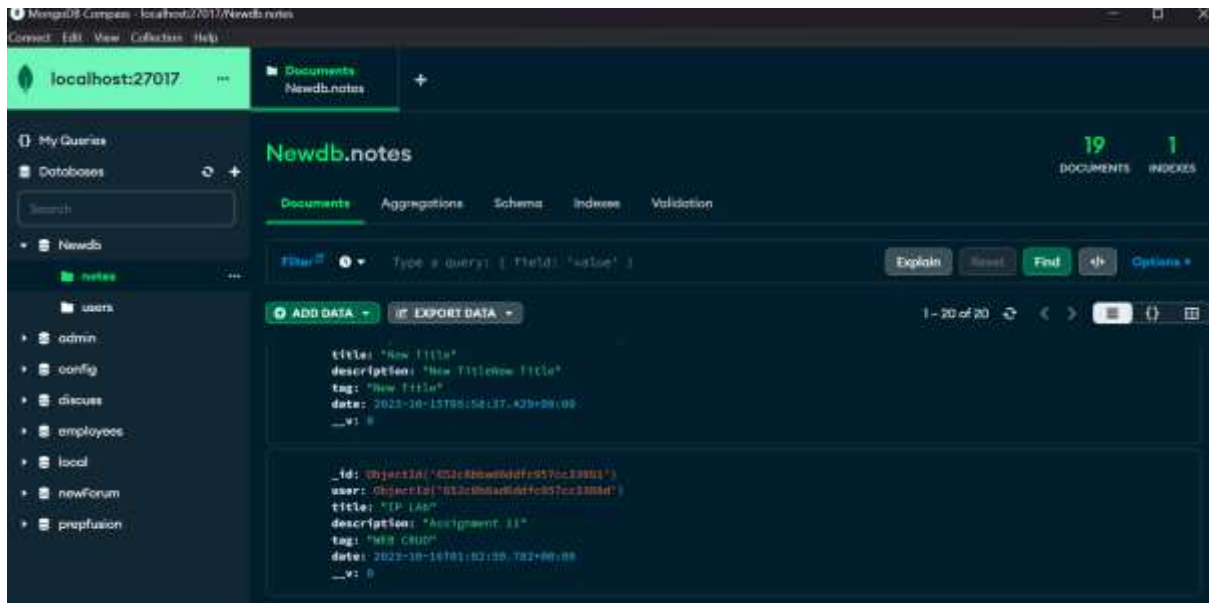 MongoDB Compass - localhost:27017/Newdb.notes
Connect Edit View Collection Help
localhost:27017
Documents
Newdb.notes
My Queries
Databases
Search
Newdb
notes
users
admin
config
discuss
employees
local
newForum
prepfusion
Newdb.notes
19
DOCUMENTS
1
INDEXES
Documents Aggregations Schema Indexes Validation
Filter Type a query: { field: 'value' }
Explain Reset Find </> Options
ADD DATA EXPORT DATA 1 – 20 of 20 {}
title: "New Title"
description: "New TitleNew Title"
tag: "New Title"
date:
__v: 0
_id:
user:
title: "IP LAB"
description: "Assignment 11"
tag: "WEB CRUD"
date:
__v: 0